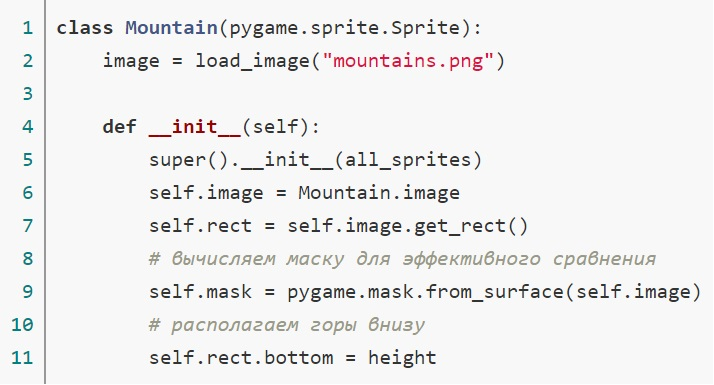 1 class Mountain(pygame.sprite.Sprite):
2     image = load_image("mountains.png")
3
4     def __init__(self):
5         super().__init__(all_sprites)
6         self.image = Mountain.image
7         self.rect = self.image.get_rect()
8         # вычисляем маску для эффективного сравнения
9         self.mask = pygame.mask.from_surface(self.image)
10         # располагаем горы внизу
11         self.rect.bottom = height